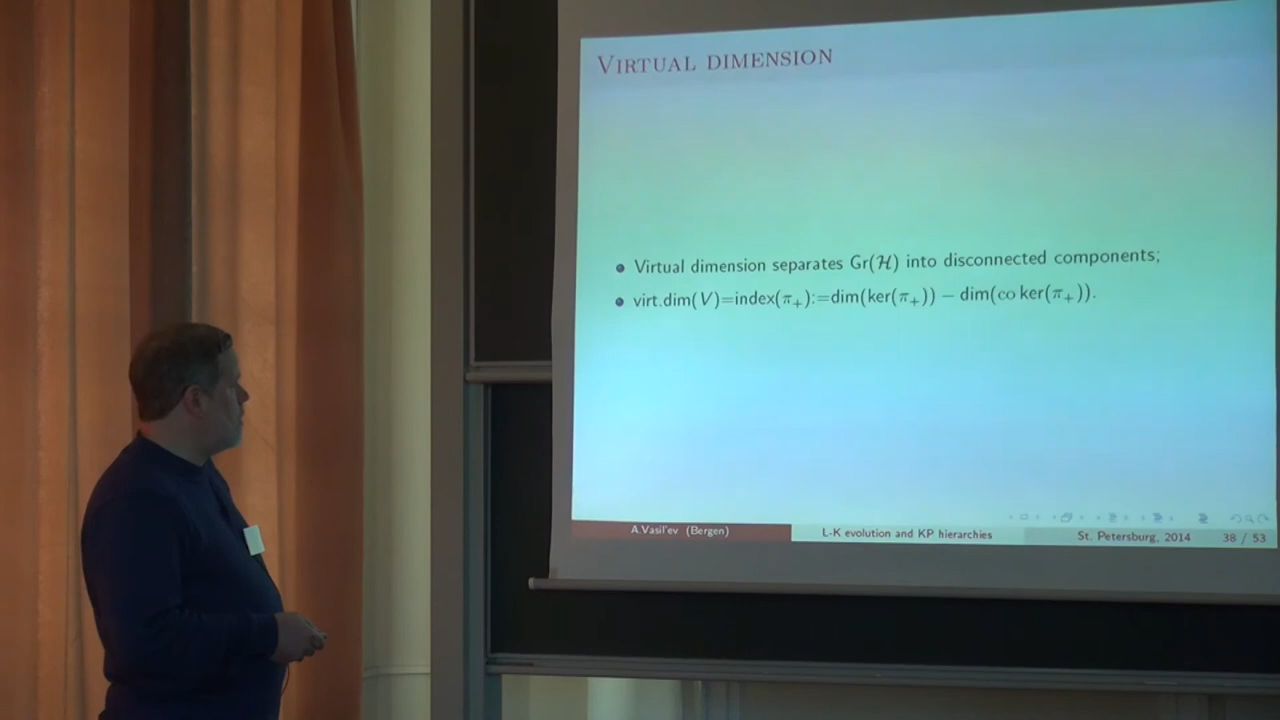 VIRTUAL DIMENSION
Virtual dimension separates Gr(ℋ) into disconnected components;
virt.dim(V)=index(π₊):=dim(ker(π₊)) − dim(co ker(π₊)).
A.Vasil'ev (Bergen) L-K evolution and KP hierarchies St. Petersburg, 2014 38 / 53